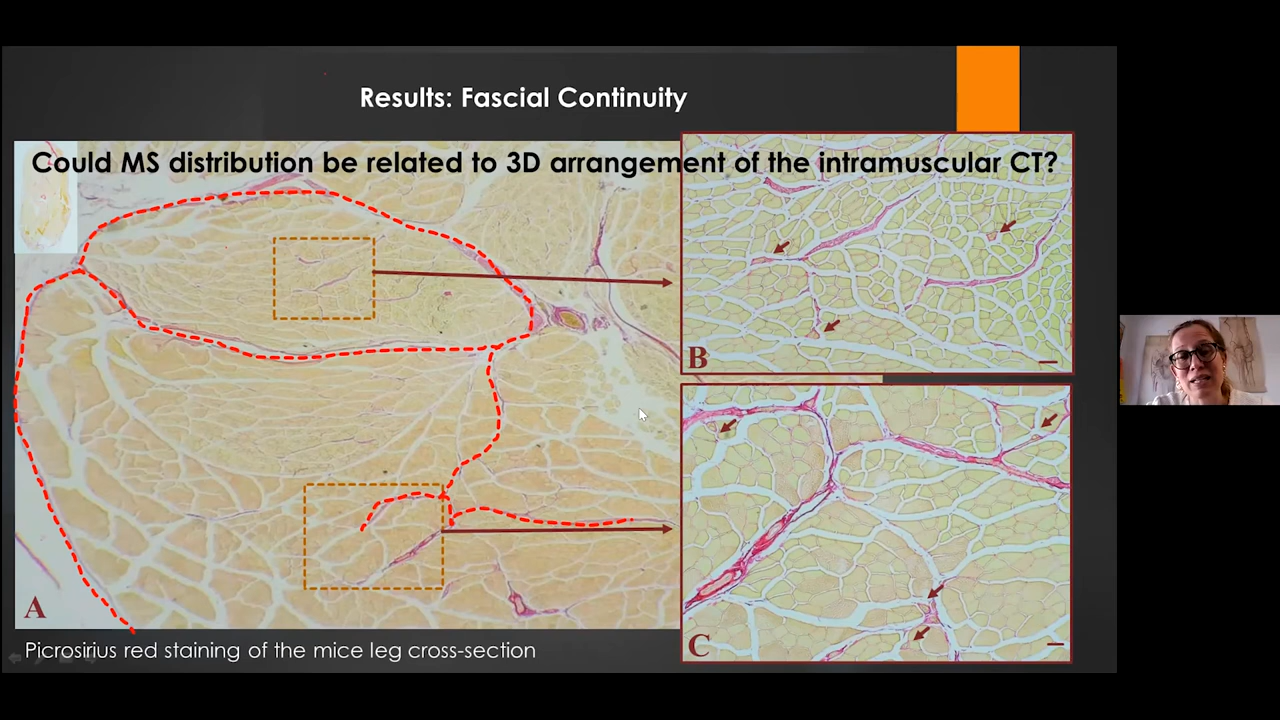 Results: Fascial Continuity
Could MS distribution be related to 3D arrangement of the intramuscular CT?
B
A
C
Picrosirius red staining of the mice leg cross-section